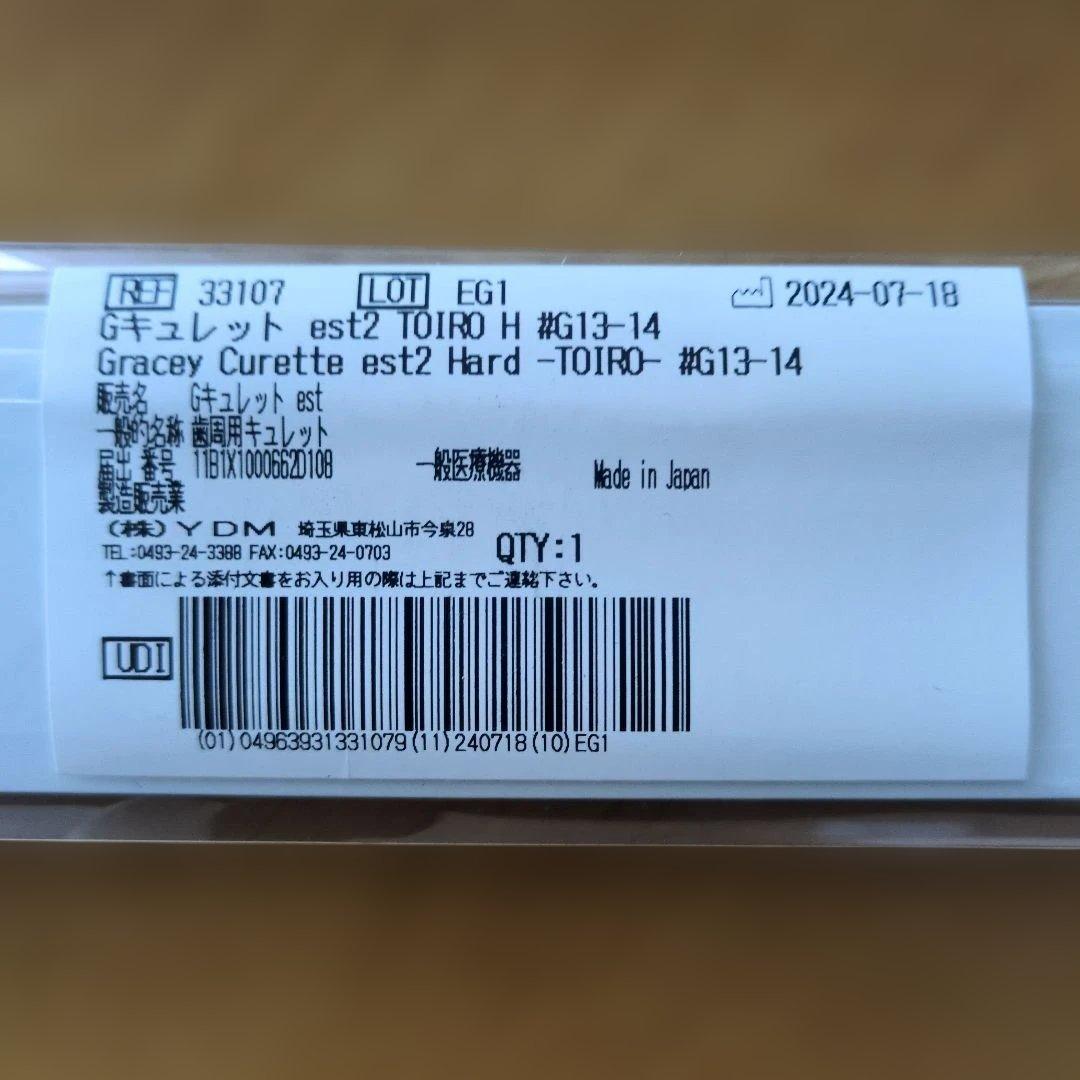 REF 33107 LOT EG1 2024-07-18
Gキュレット est2 TOIRO H #G13-14
Gracey Curette est2 Hard -TOIRO- #G13-14
販売名 Gキュレット est
一般的名称 歯周用キュレット
届出番号 11B1X1000662D108 一般医療機器 Made in Japan
製造販売業
(株)YDM 埼玉県東松山市今泉28
TEL:0493-24-3388 FAX:0493-24-0703 QTY:1
↑書面による添付文書をお入り用の際は上記までご連絡下さい。
UDI
(01)04963931331079(11)240718(10)EG1